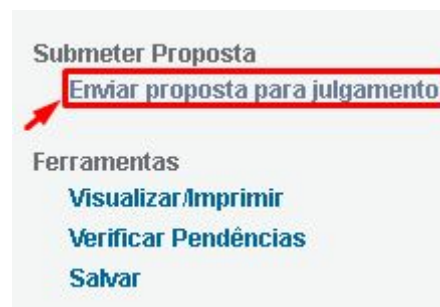 Submeter Proposta
Enviar proposta para julgamento
Ferramentas
Visualizar/Imprimir
Verificar Pendências
Salvar